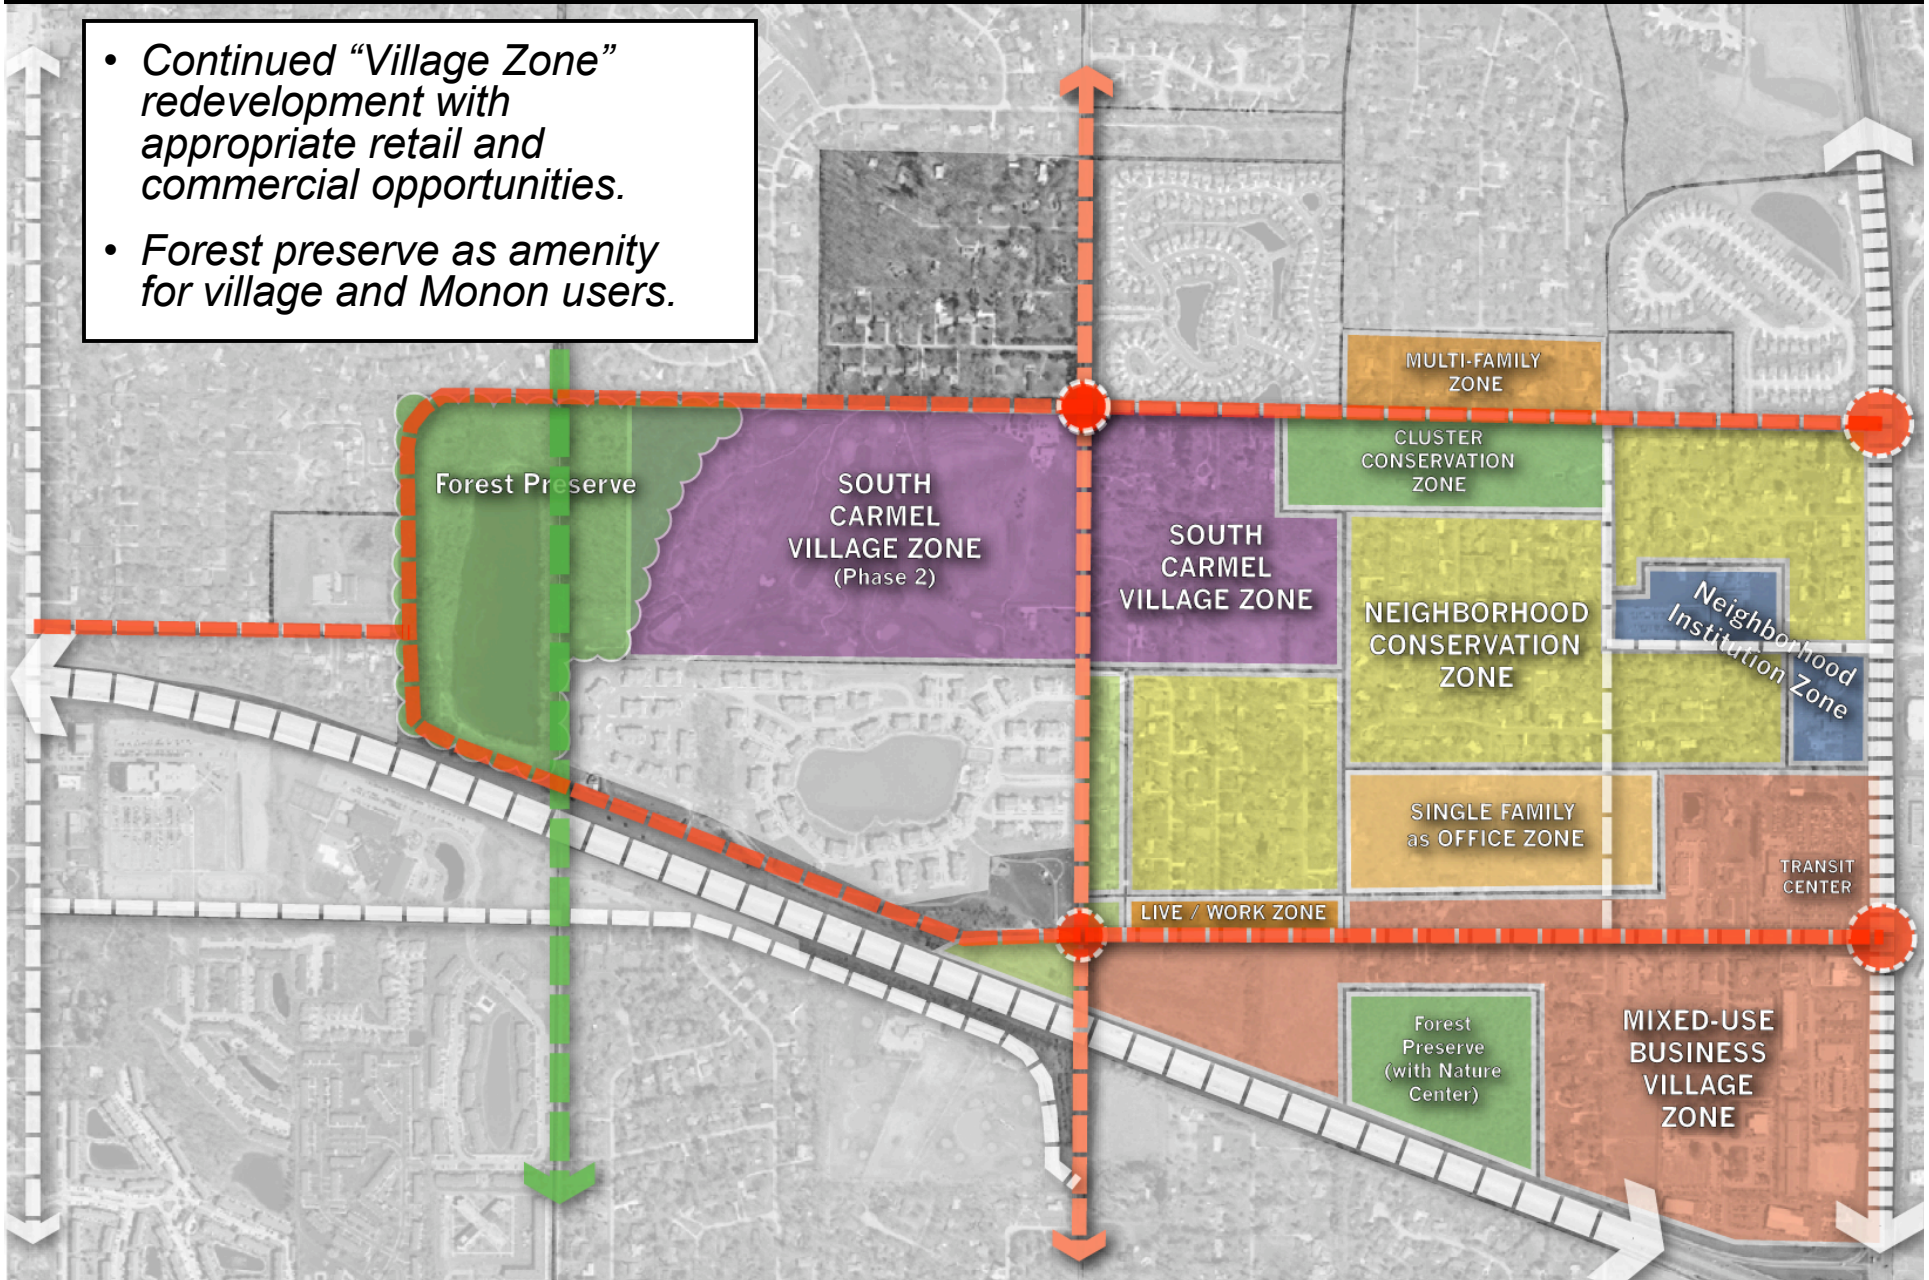 • Continued “Village Zone”
redevelopment with
appropriate retail and
commercial opportunities.
• Forest preserve as amenity
for village and Monon users.
MULTI-FAMILY
ZONE
CLUSTER
CONSERVATION
ZONE
Forest Preserve
SOUTH
CARMEL
VILLAGE ZONE
(Phase 2)
SOUTH
CARMEL
VILLAGE ZONE
NEIGHBORHOOD
CONSERVATION
ZONE
Neighborhood
Institution Zone
SINGLE FAMILY
as OFFICE ZONE
TRANSIT
CENTER
LIVE / WORK ZONE
Forest
Preserve
(with Nature
Center)
MIXED-USE
BUSINESS
VILLAGE
ZONE